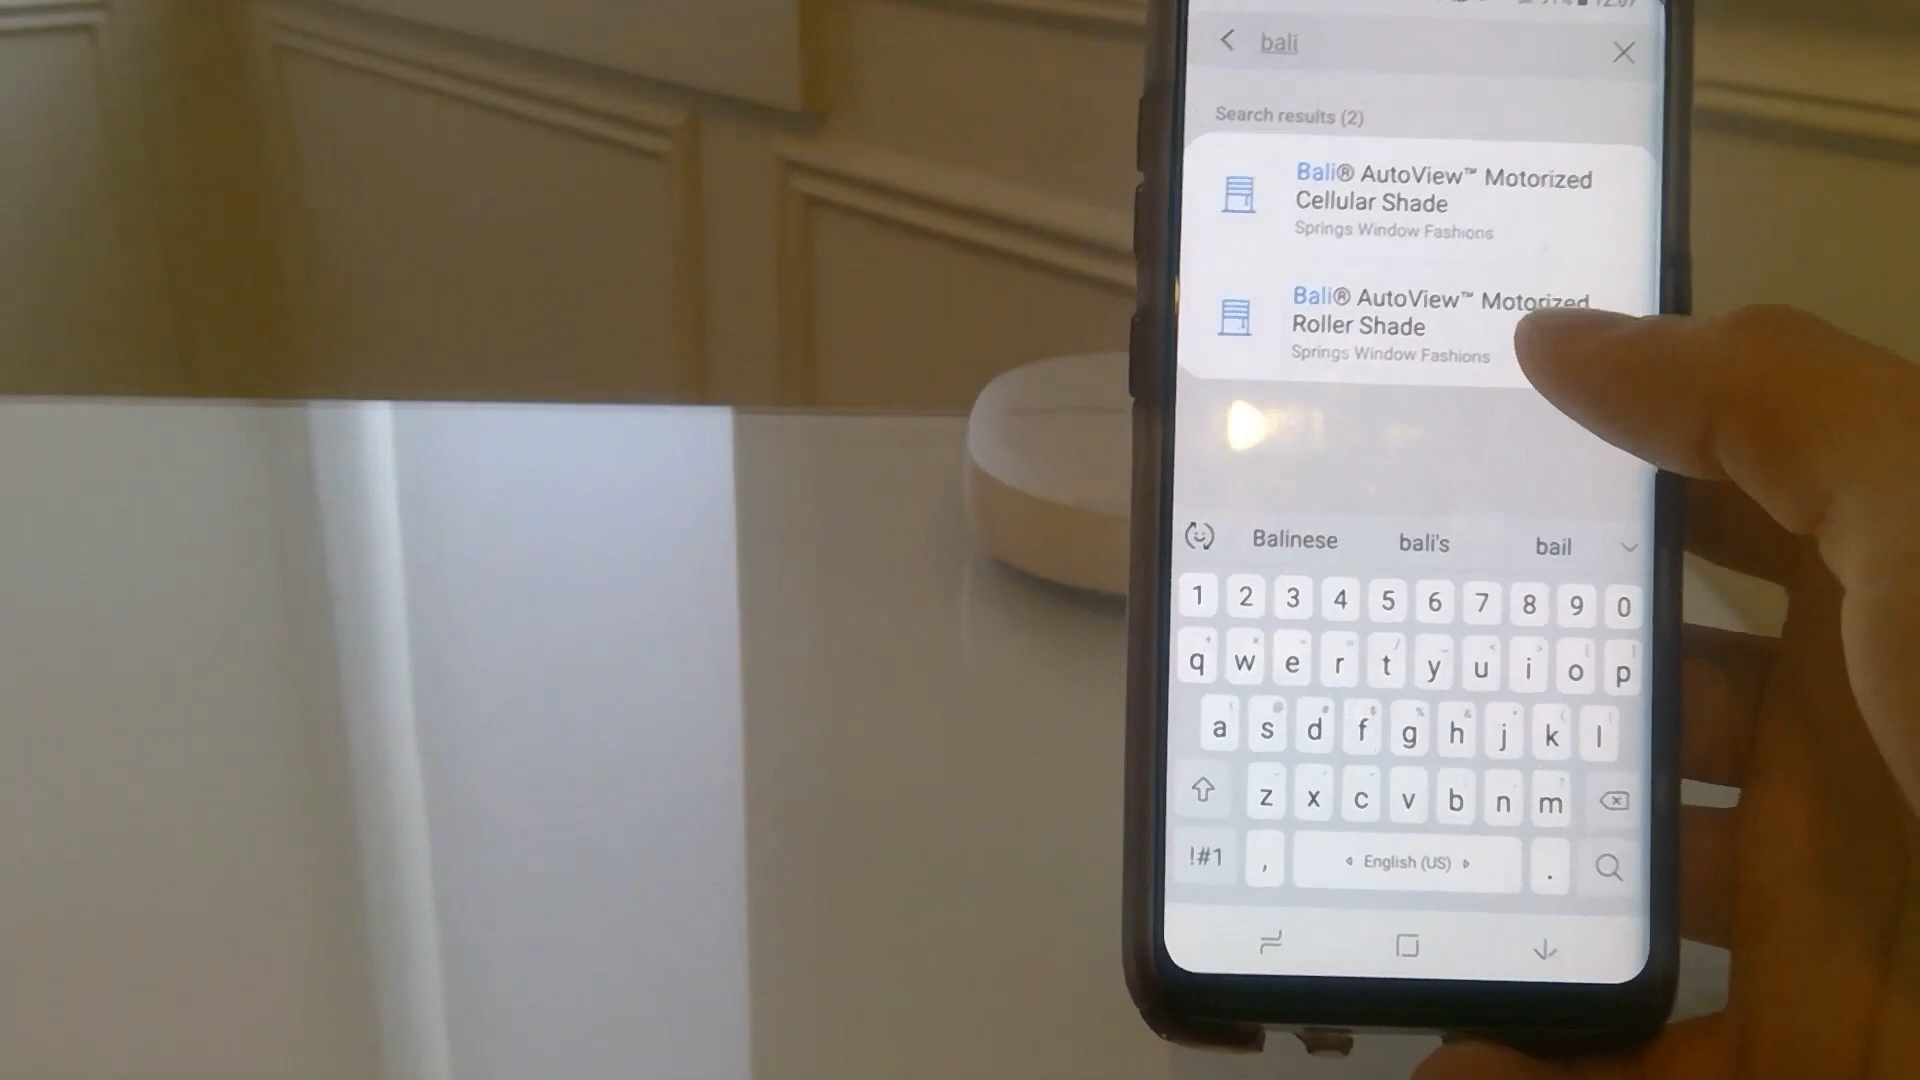 bali
Search results (2)
Bali® AutoView™ Motorized
Cellular Shade
Springs Window Fashions
Bali® AutoView™ Motorized
Roller Shade
Springs Window Fashions
Balinese bali's bail
1 2 3 4 5 6 7 8 9 0
q w e r t y u i o p
a s d f g h j k l
z x c v b n m
!#1 , English (US) .